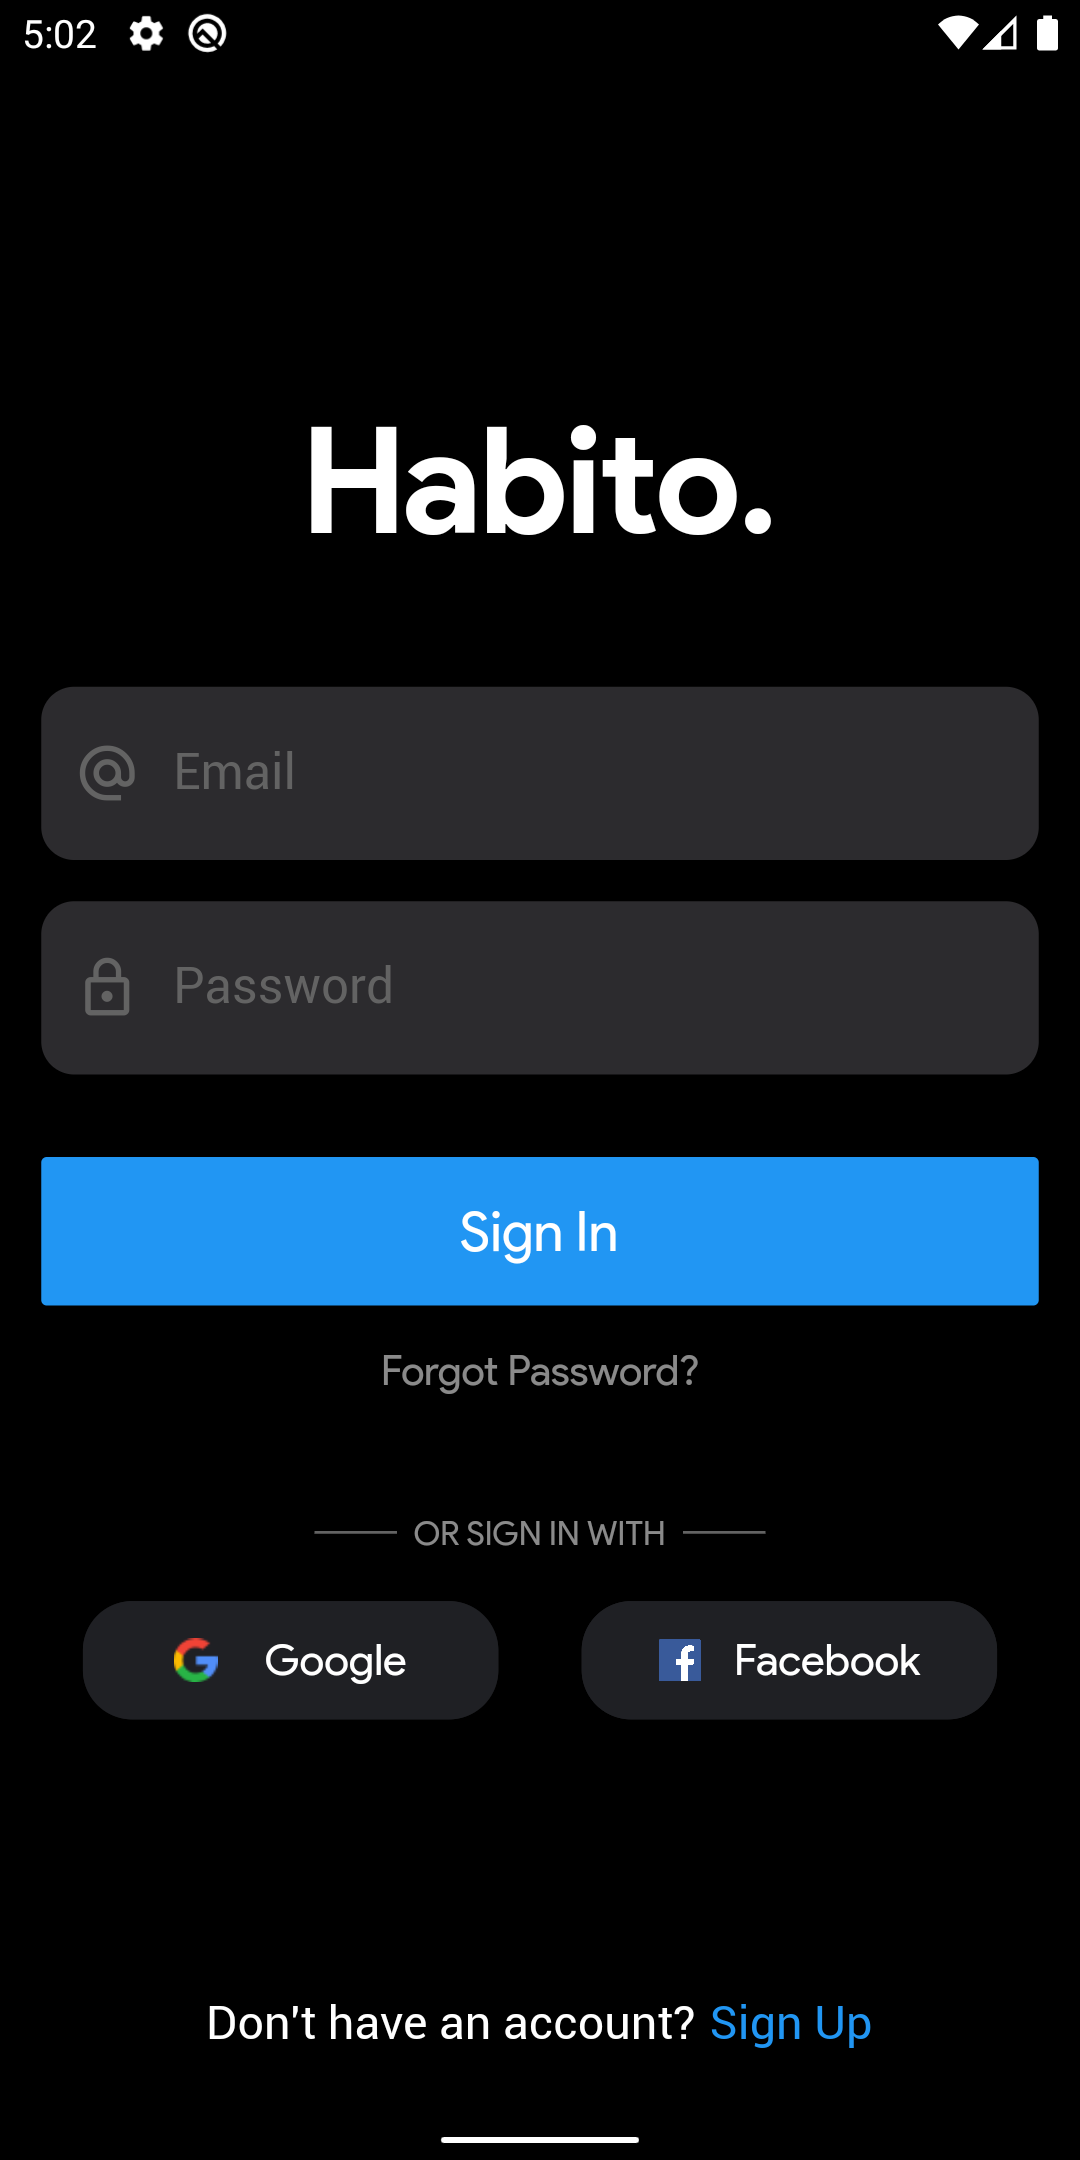 5:02
Habito.
Email
Password
Sign In
Forgot Password?
OR SIGN IN WITH
Google Facebook
Don't have an account? Sign Up